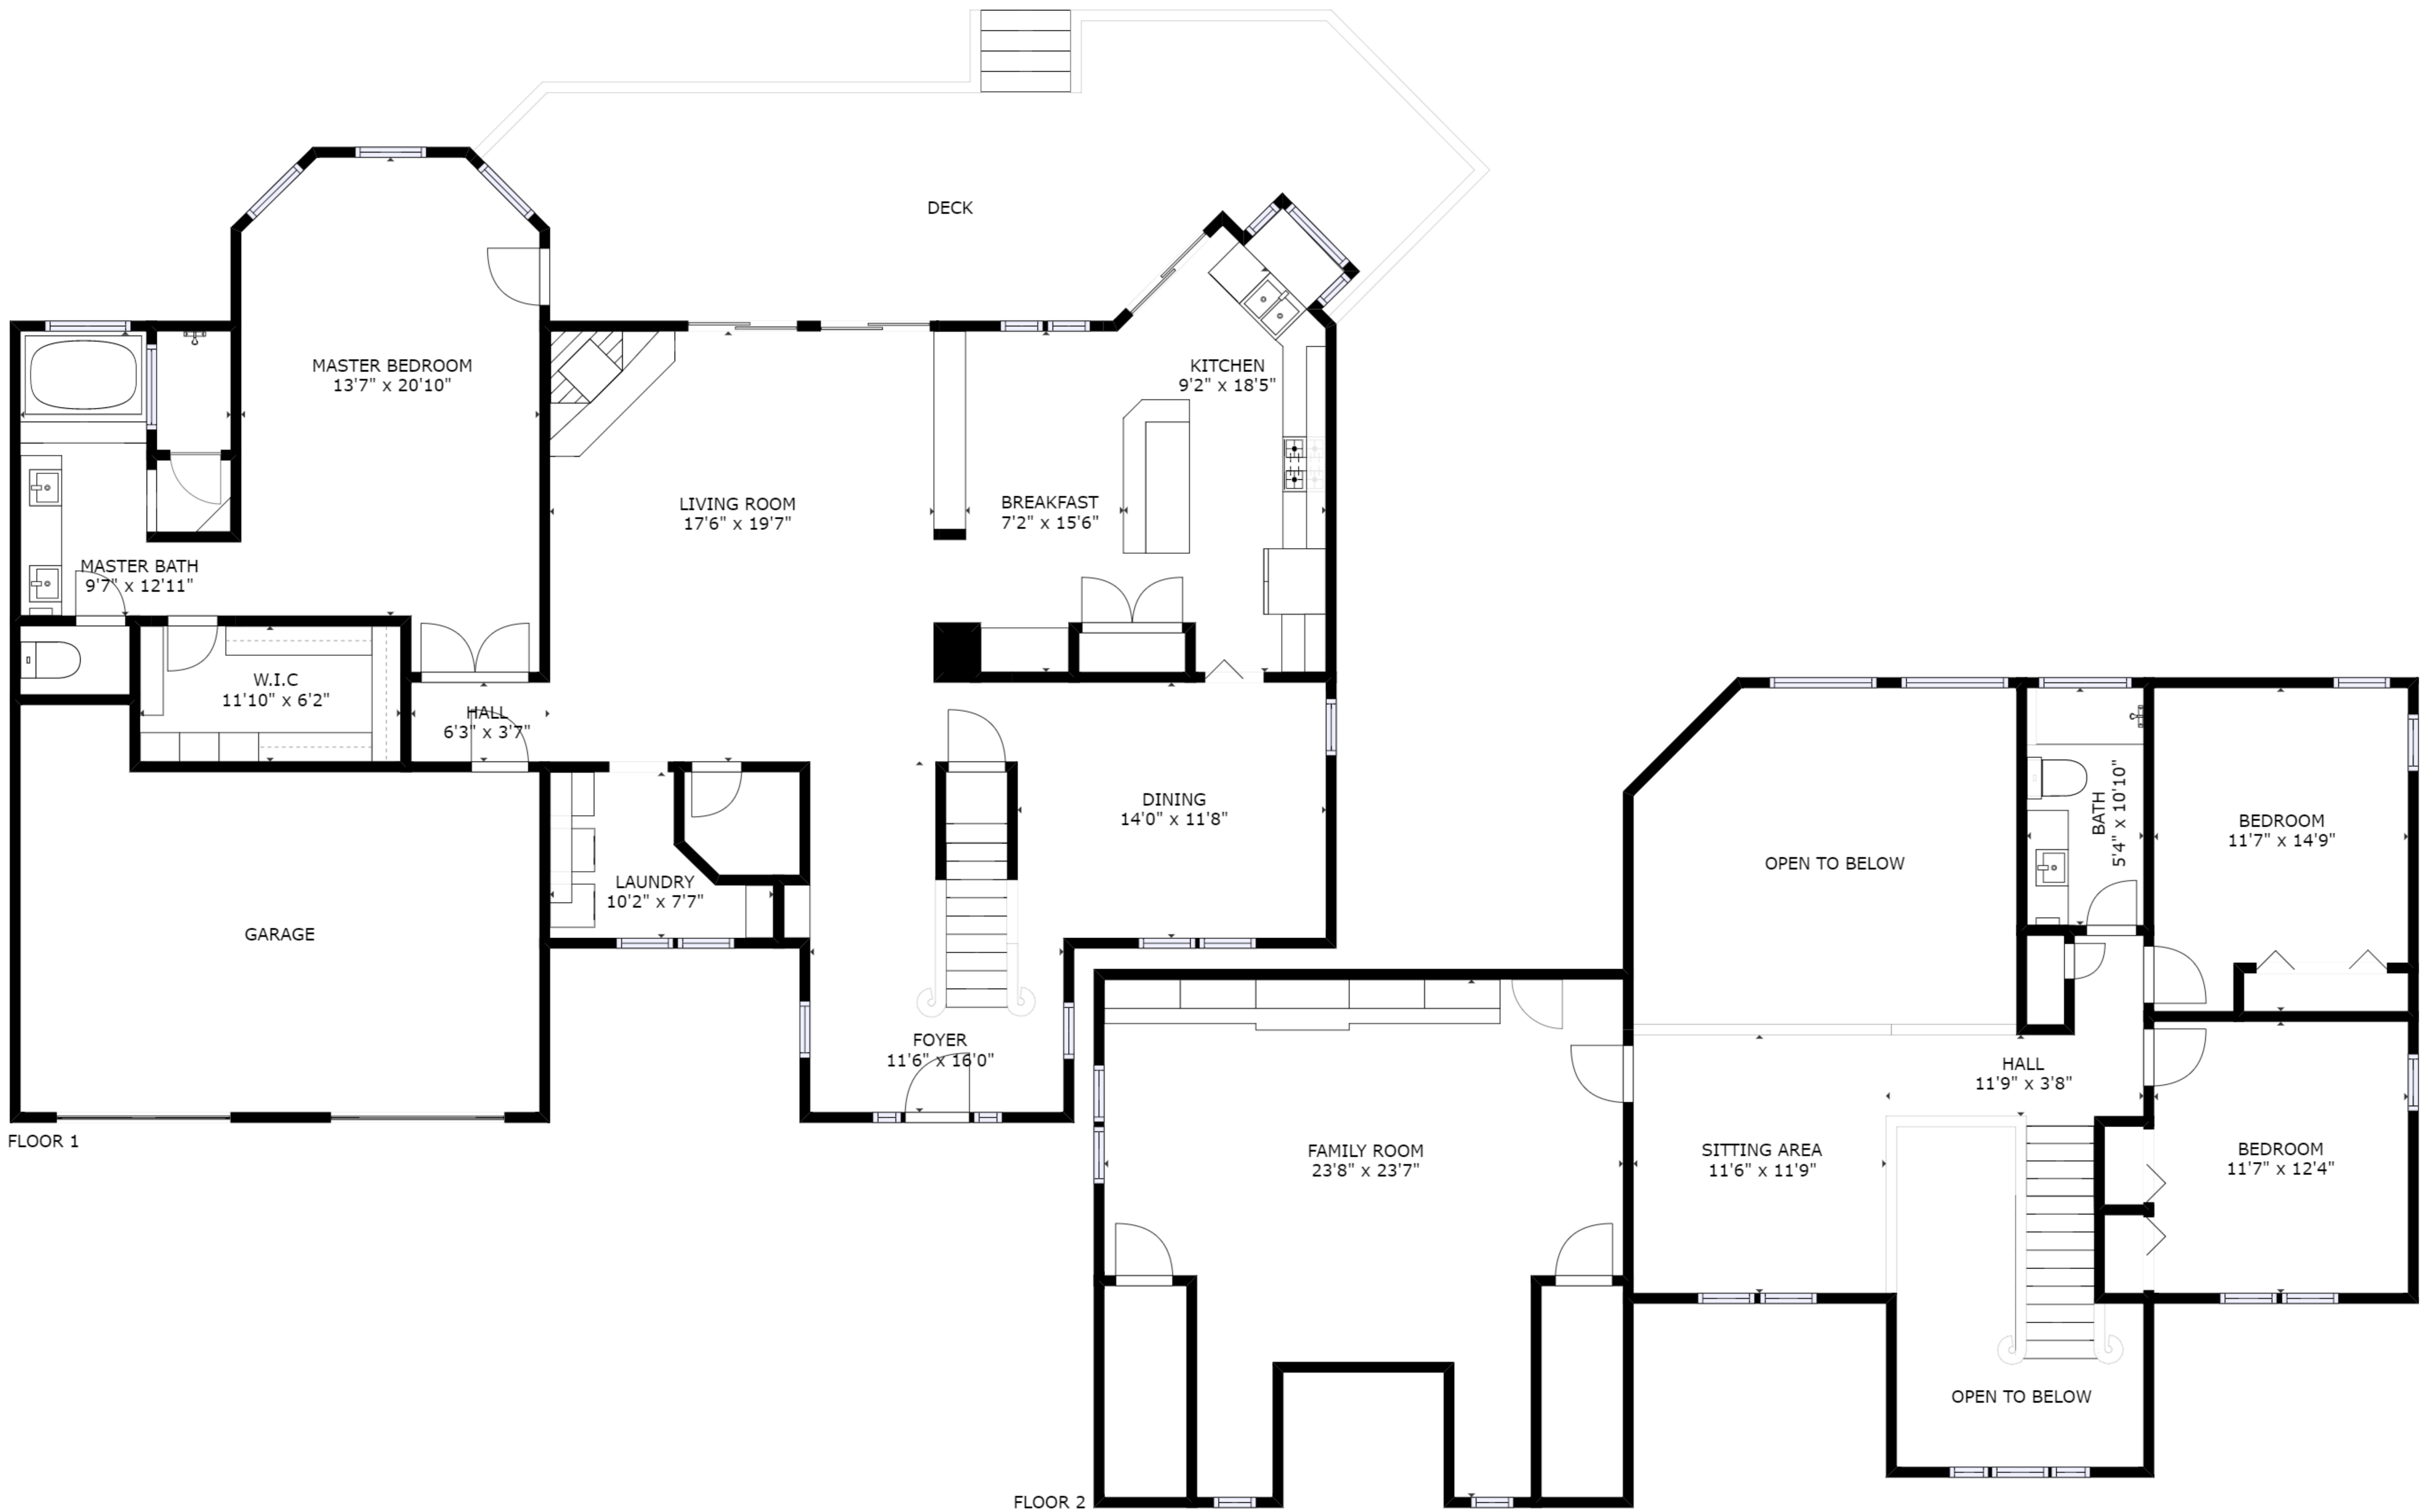 DECK
MASTER BEDROOM
13'7" x 20'10"
KITCHEN
9'2" x 18'5"
LIVING ROOM
17'6" x 19'7"
BREAKFAST
7'2" x 15'6"
MASTER BATH
9'7" x 12'11"
W.I.C
11'10" x 6'2"
HALL
6'3" x 3'7"
DINING
14'0" x 11'8"
LAUNDRY
10'2" x 7'7"
GARAGE
FOYER
11'6" x 16'0"
FLOOR 1
OPEN TO BELOW
BATH
5'4" x 10'10"
BEDROOM
11'7" x 14'9"
HALL
11'9" x 3'8"
FAMILY ROOM
23'8" x 23'7"
SITTING AREA
11'6" x 11'9"
BEDROOM
11'7" x 12'4"
OPEN TO BELOW
FLOOR 2